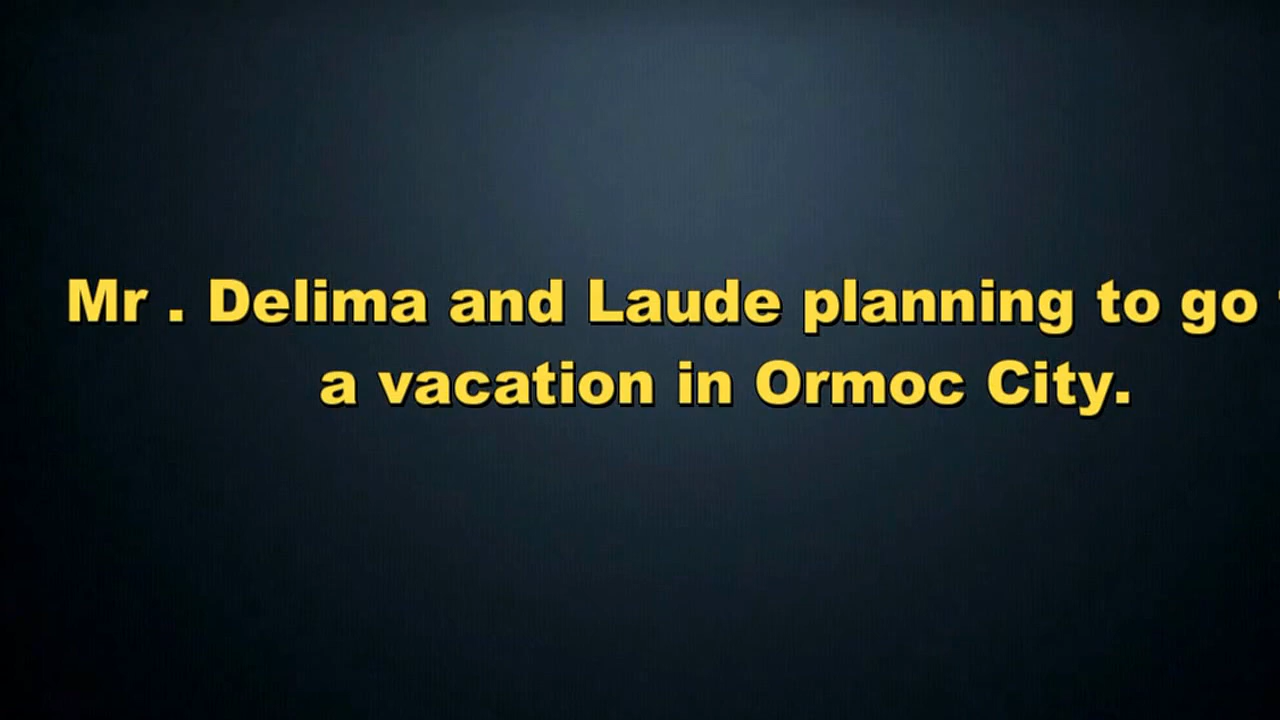 Mr . Delima and Laude planning to go
a vacation in Ormoc City.